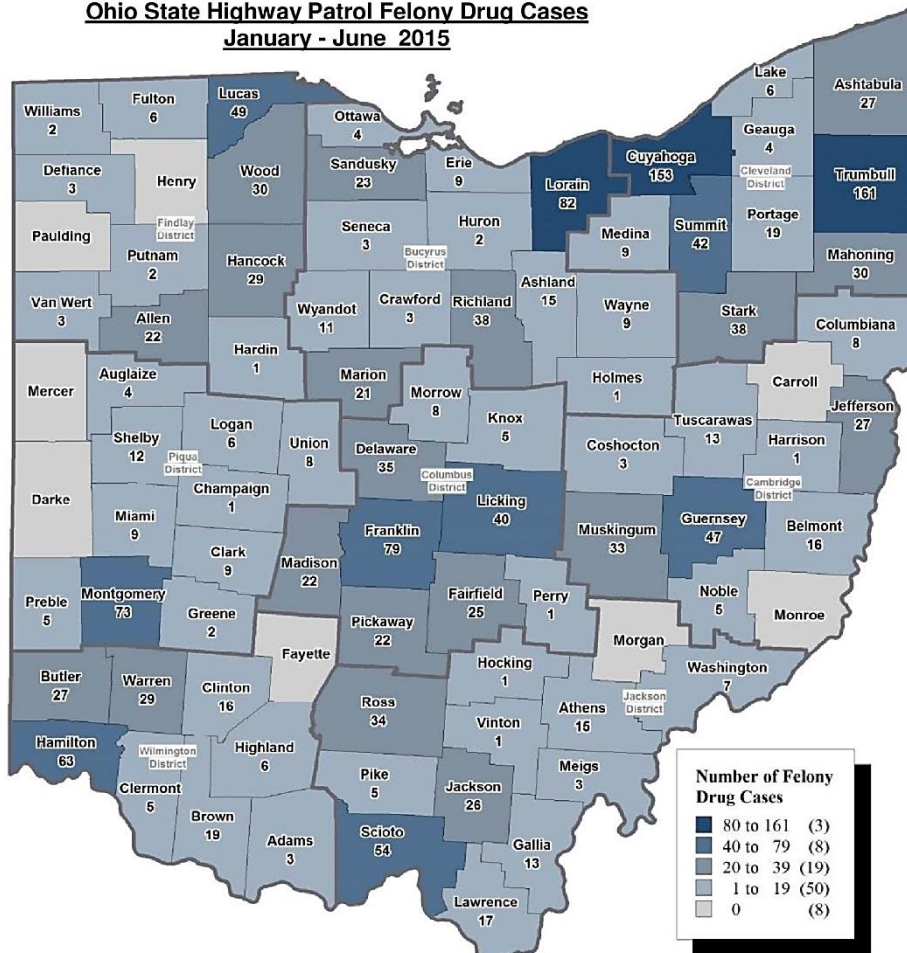 Ohio State Highway Patrol Felony Drug Cases
January - June 2015
Williams
2
Fulton
6
Lucas
49
Ottawa
4
Lake
6
Ashtabula
27
Defiance
3
Henry
Wood
30
Sandusky
23
Erie
9
Lorain
82
Cuyahoga
153
Geauga
4
Cleveland
District
Trumbull
161
Paulding
Findlay
District
Putnam
2
Hancock
29
Seneca
3
Huron
2
Bucyrus
District
Medina
9
Summit
42
Portage
19
Mahoning
30
Van Wert
3
Allen
22
Wyandot
11
Crawford
3
Richland
38
Ashland
15
Wayne
9
Stark
38
Columbiana
8
Hardin
1
Mercer
Auglaize
4
Marion
21
Morrow
8
Holmes
1
Carroll
Jefferson
27
Shelby
12
Logan
6
Union
8
Knox
5
Coshocton
3
Tuscarawas
13
Harrison
1
Piqua
District
Delaware
35
Columbus
District
Cambridge
District
Darke
Champaign
1
Miami
9
Clark
9
Franklin
79
Licking
40
Muskingum
33
Guernsey
47
Belmont
16
Madison
22
Preble
5
Montgomery
73
Greene
2
Fairfield
25
Perry
1
Noble
5
Monroe
Pickaway
22
Morgan
Fayette
Hocking
1
Washington
7
Butler
27
Warren
29
Clinton
16
Ross
34
Athens
15
Jackson
District
Vinton
1
Hamilton
63
Wilmington
District
Highland
6
Meigs
3
Clermont
5
Pike
5
Jackson
26
Brown
19
Adams
3
Scioto
54
Gallia
13
Lawrence
17
Number of Felony
Drug Cases
80 to 161 (3)
40 to 79 (8)
20 to 39 (19)
1 to 19 (50)
0 (8)